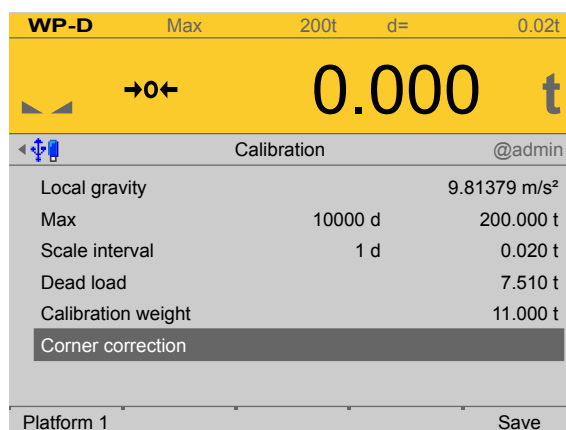 WP-D Max 200t d= 0.02t
→0← 0.000 t
Calibration @admin
Local gravity 9.81379 m/s²
Max 10000 d 200.000 t
Scale interval 1 d 0.020 t
Dead load 7.510 t
Calibration weight 11.000 t
Corner correction
Platform 1 Save